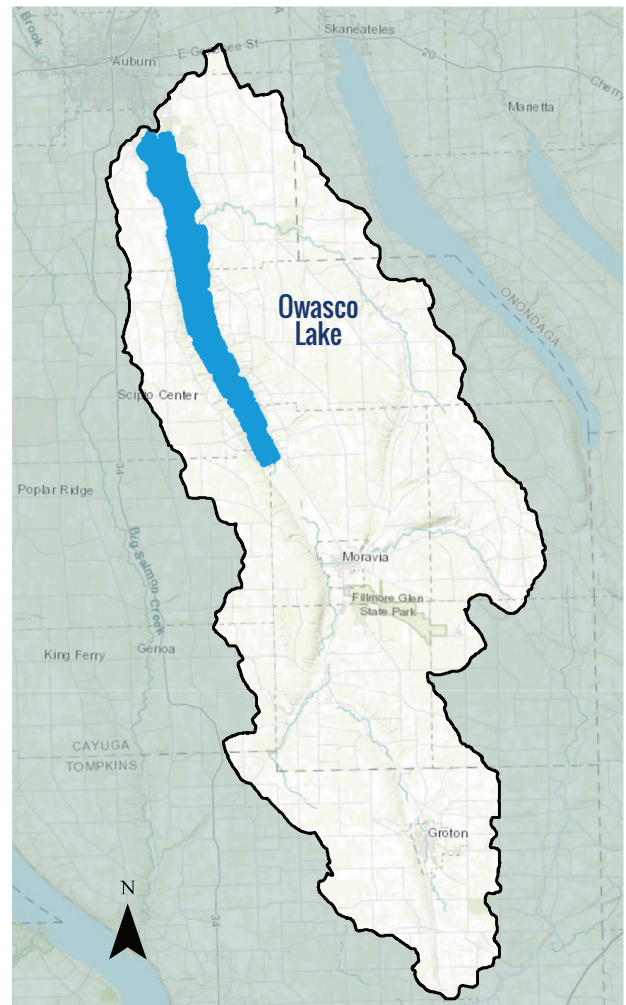 Brook
Skaneateles
E Genesee St
20
Auburn
Cherry
Marietta
Owasco
Lake
ONONDAGA
Scipio Center
34
Poplar Ridge
Big Salmon Creek
Moravia
Fillmore Glen
State Park
Genoa
King Ferry
CAYUGA
TOMPKINS
Groton
N
34